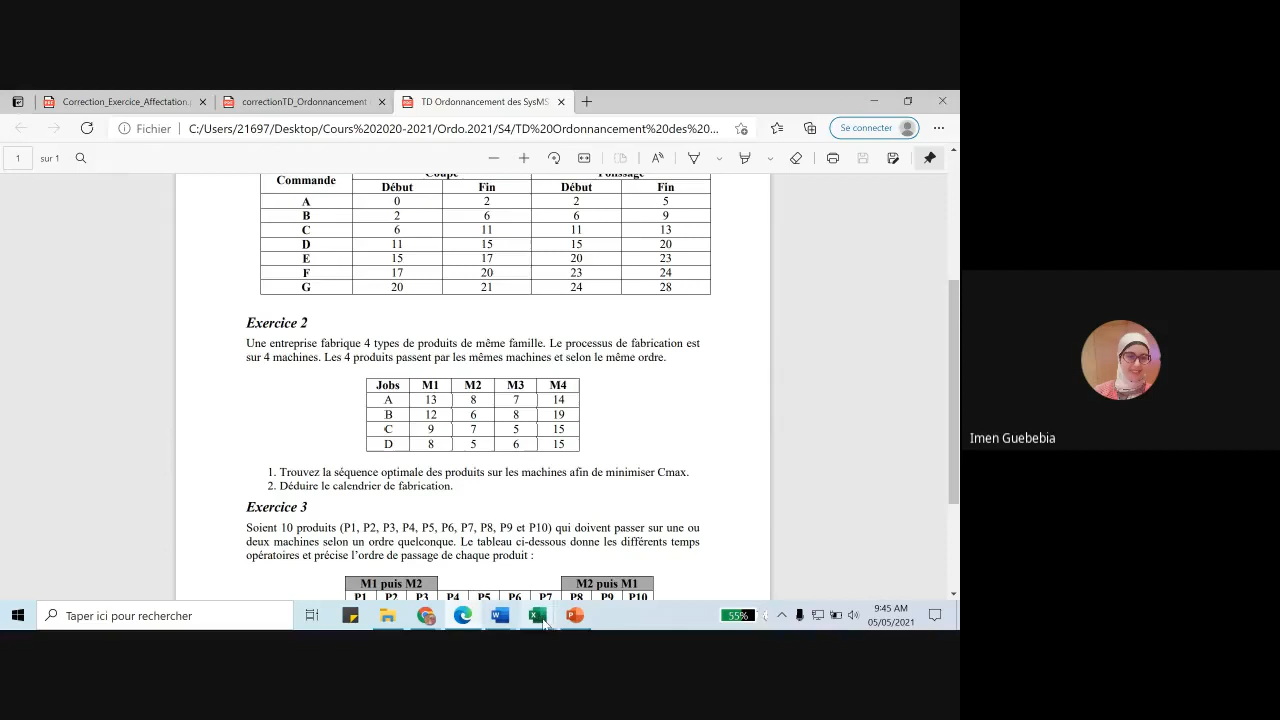 Correction_Exercice_Affectation.
correctionTD_Ordonnancement
TD Ordonnancement des SysMS
Fichier
C:/Users/21697/Desktop/Cours%202020-2021/Ordo.2021/S4/TD%20Ordonnancement%20des%20...
Se connecter
1 sur 1
Commande Coupe Polissage
Début Fin Début Fin
A 0 2 2 5
B 2 6 6 9
C 6 11 11 13
D 11 15 15 20
E 15 17 20 23
F 17 20 23 24
G 20 21 24 28
Exercice 2
Une entreprise fabrique 4 types de produits de même famille. Le processus de fabrication est
sur 4 machines. Les 4 produits passent par les mêmes machines et selon le même ordre.
Jobs M1 M2 M3 M4
A 13 8 7 14
B 12 6 8 19
C 9 7 5 15
D 8 5 6 15
1. Trouvez la séquence optimale des produits sur les machines afin de minimiser Cmax.
2. Déduire le calendrier de fabrication.
Exercice 3
Soient 10 produits (P1, P2, P3, P4, P5, P6, P7, P8, P9 et P10) qui doivent passer sur une ou
deux machines selon un ordre quelconque. Le tableau ci-dessous donne les différents temps
opératoires et précise l'ordre de passage de chaque produit :
M1 puis M2 M2 puis M1
P1 P2 P3 P4 P5 P6 P7 P8 P9 P10
Taper ici pour rechercher
55%
9:45 AM
05/05/2021
Imen Guebebia